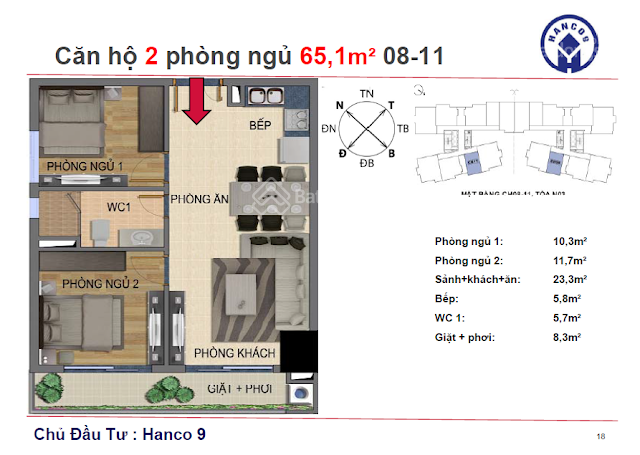 HANCO9
Căn hộ 2 phòng ngủ 65,1m² 08-11
BẾP
PHÒNG NGỦ 1
PHÒNG ĂN
WC1
PHÒNG NGỦ 2
PHÒNG KHÁCH
GIẶT + PHƠI
TN
N T
ĐN TB
Đ B
ĐB
MẶT BẰNG CH08-11, TÒA N03
Phòng ngủ 1: 10,3m²
Phòng ngủ 2: 11,7m²
Sảnh+khách+ăn: 23,3m²
Bếp: 5,8m²
WC 1: 5,7m²
Giặt + phơi: 8,3m²
Chủ Đầu Tư : Hanco 9
18